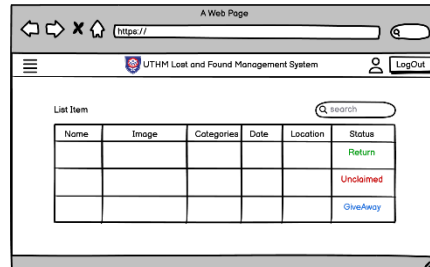 A Web Page
https://
UTHM Lost and Found Management System
LogOut
List Item
search
Name Image Categories Date Location Status
Return
Unclaimed
GiveAway